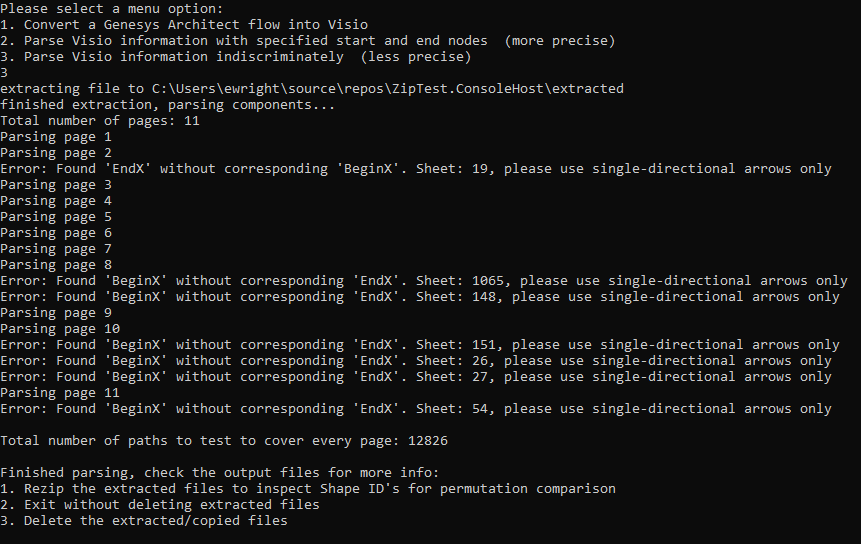 Please select a menu option:
1. Convert a Genesys Architect flow into Visio
2. Parse Visio information with specified start and end nodes  (more precise)
3. Parse Visio information indiscriminately  (less precise)
3
extracting file to C:\Users\ewright\source\repos\ZipTest.ConsoleHost\extracted
finished extraction, parsing components...
Total number of pages: 11
Parsing page 1
Parsing page 2
Error: Found 'EndX' without corresponding 'BeginX'. Sheet: 19, please use single-directional arrows only
Parsing page 3
Parsing page 4
Parsing page 5
Parsing page 6
Parsing page 7
Parsing page 8
Error: Found 'BeginX' without corresponding 'EndX'. Sheet: 1065, please use single-directional arrows only
Error: Found 'BeginX' without corresponding 'EndX'. Sheet: 148, please use single-directional arrows only
Parsing page 9
Parsing page 10
Error: Found 'BeginX' without corresponding 'EndX'. Sheet: 151, please use single-directional arrows only
Error: Found 'BeginX' without corresponding 'EndX'. Sheet: 26, please use single-directional arrows only
Error: Found 'BeginX' without corresponding 'EndX'. Sheet: 27, please use single-directional arrows only
Parsing page 11
Error: Found 'BeginX' without corresponding 'EndX'. Sheet: 54, please use single-directional arrows only
Total number of paths to test to cover every page: 12826
Finished parsing, check the output files for more info:
1. Rezip the extracted files to inspect Shape ID's for permutation comparison
2. Exit without deleting extracted files
3. Delete the extracted/copied files